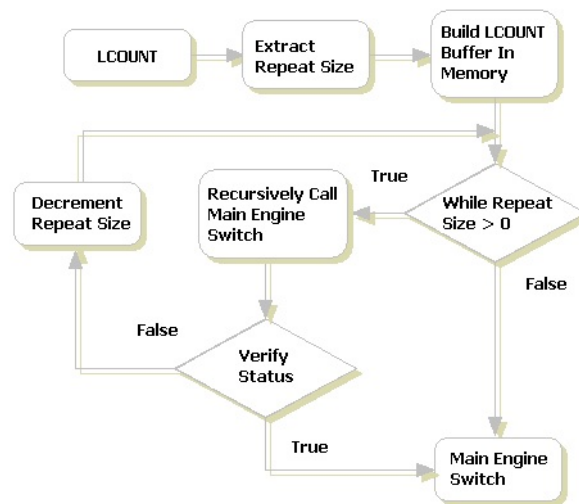 LCOUNT
Extract
Repeat Size
Build LCOUNT
Buffer In
Memory
True
While Repeat
Size > 0
Recursively Call
Main Engine
Switch
Decrement
Repeat Size
False
False
Verify
Status
True
Main Engine
Switch